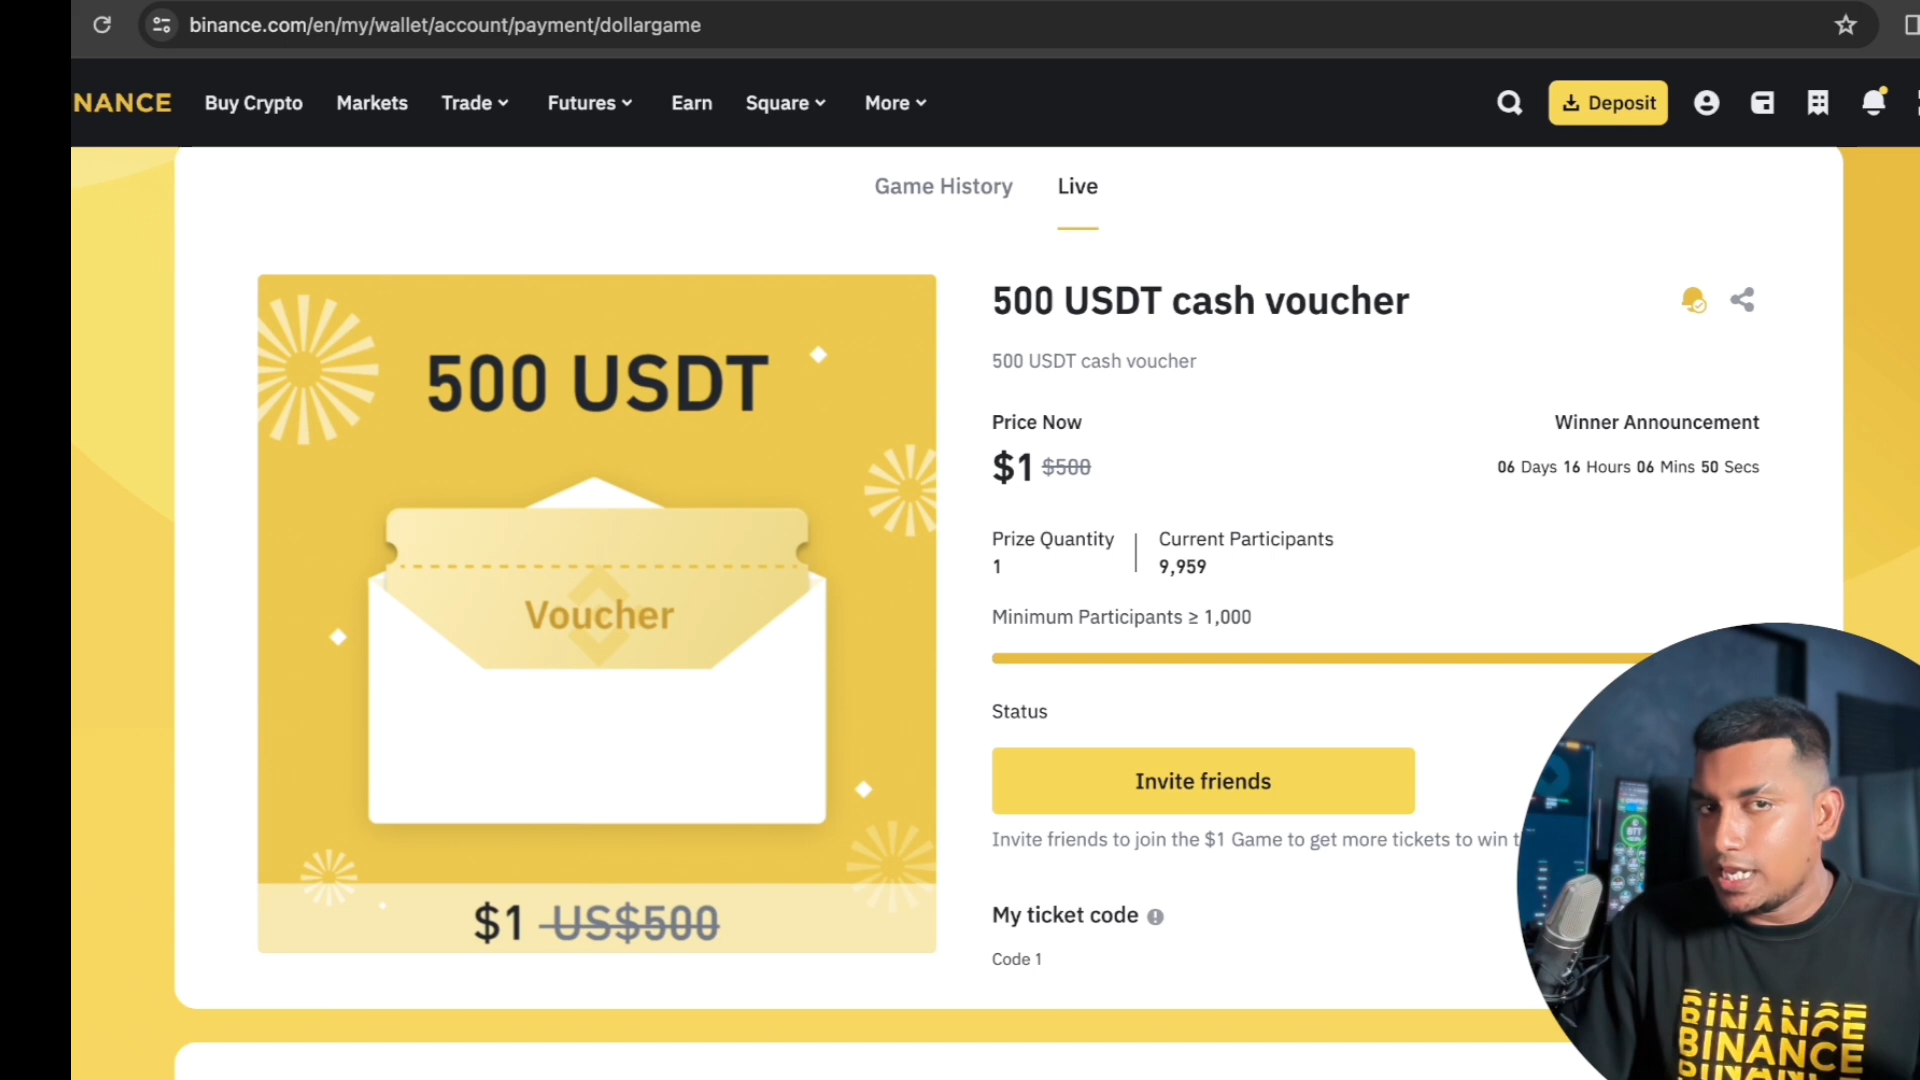 binance.com/en/my/wallet/account/payment/dollargame
NANCE Buy Crypto Markets Trade Futures Earn Square More Deposit
Game History Live
500 USDT
Voucher
$1 US$500
500 USDT cash voucher
500 USDT cash voucher
Price Now Winner Announcement
$1 $500 06 Days 16 Hours 06 Mins 50 Secs
Prize Quantity Current Participants
1 9,959
Minimum Participants ≥ 1,000
Status
Invite friends
Invite friends to join the $1 Game to get more tickets to win t
My ticket code
Code 1
BINANCE
BINANCE
BINANCE